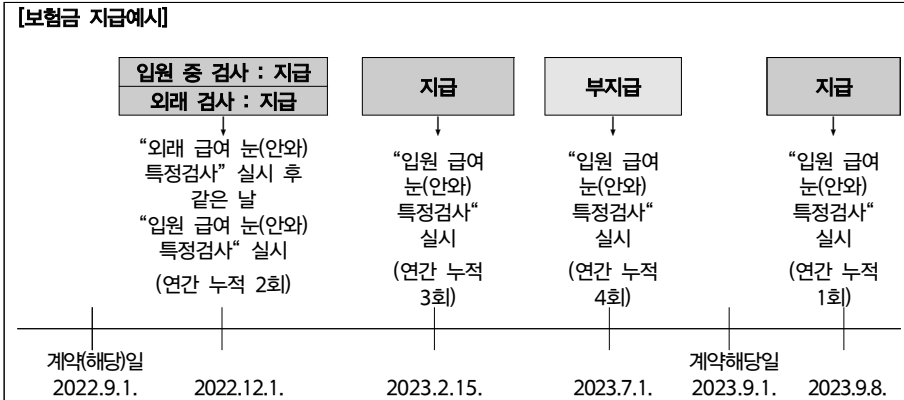 [보험금 지급예시]
입원 중 검사 : 지급
외래 검사 : 지급
지급
부지급
지급
“외래 급여 눈(안와)
특정검사” 실시 후
같은 날
“입원 급여 눈(안와)
특정검사“ 실시
(연간 누적 2회)
“입원 급여
눈(안와)
특정검사“
실시
(연간 누적
3회)
“입원 급여
눈(안와)
특정검사“
실시
(연간 누적
4회)
“입원 급여
눈(안와)
특정검사“
실시
(연간 누적
1회)
계약(해당)일
2022.9.1.
2022.12.1.
2023.2.15.
2023.7.1.
계약해당일
2023.9.1.
2023.9.8.